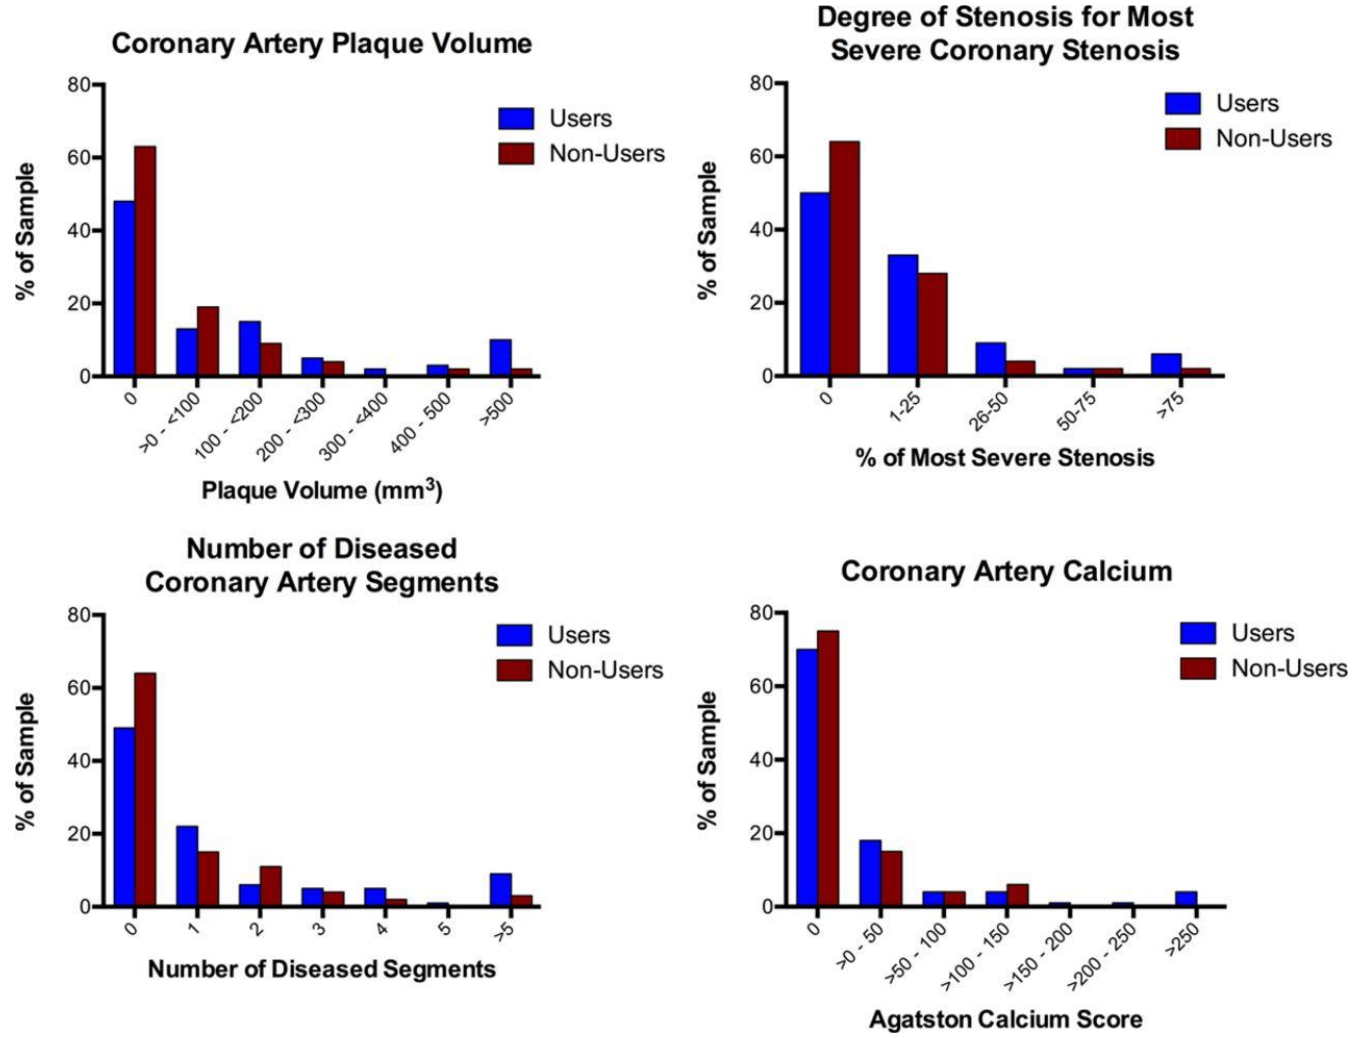 Coronary Artery Plaque Volume
80
60
40
20
0
% of Sample
Users
Non-Users
0
>0 - <100
100 - <200
200 - <300
300 - <400
400 - 500
>500
Plaque Volume (mm³)
Degree of Stenosis for Most
Severe Coronary Stenosis
80
60
40
20
0
% of Sample
Users
Non-Users
0
1-25
26-50
50-75
>75
% of Most Severe Stenosis
Number of Diseased
Coronary Artery Segments
80
60
40
20
0
% of Sample
Users
Non-Users
0
1
2
3
4
5
>5
Number of Diseased Segments
Coronary Artery Calcium
80
60
40
20
0
% of Sample
Users
Non-Users
0
>0 - 50
>50 - 100
>100 - 150
>150 - 200
>200 - 250
>250
Agatston Calcium Score